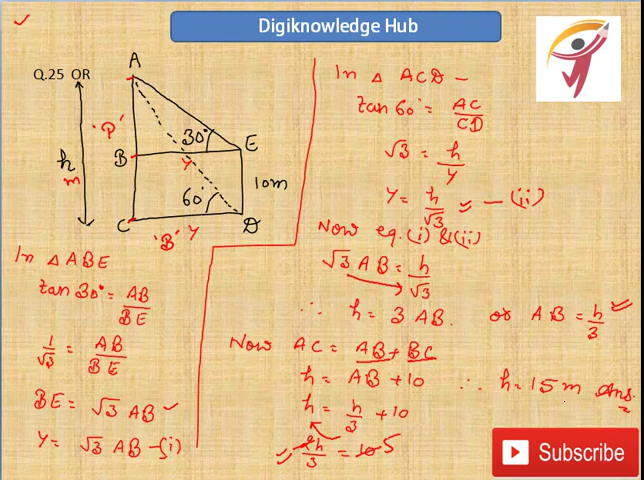 Digiknowledge Hub
Q.25 OR
A
'P'
30°
E
B
Y
h
m
10m
60°
C
D
'B' Y
In △ ABE
tan 30° = AB/BE
1/√3 = AB/BE
BE = √3 AB
Y = √3 AB -(i)
In △ ACD -
tan 60° = AC/CD
√3 = h/Y
Y = h/√3 -(ii)
Now eq.(i) & (ii)
√3 AB = h/√3
∴ h = 3 AB. or AB = h/3
Now AC = AB + BC
h = AB + 10
h = h/3 + 10
2h/3 = 10 5
∴ h = 15 m Ans.
Subscribe